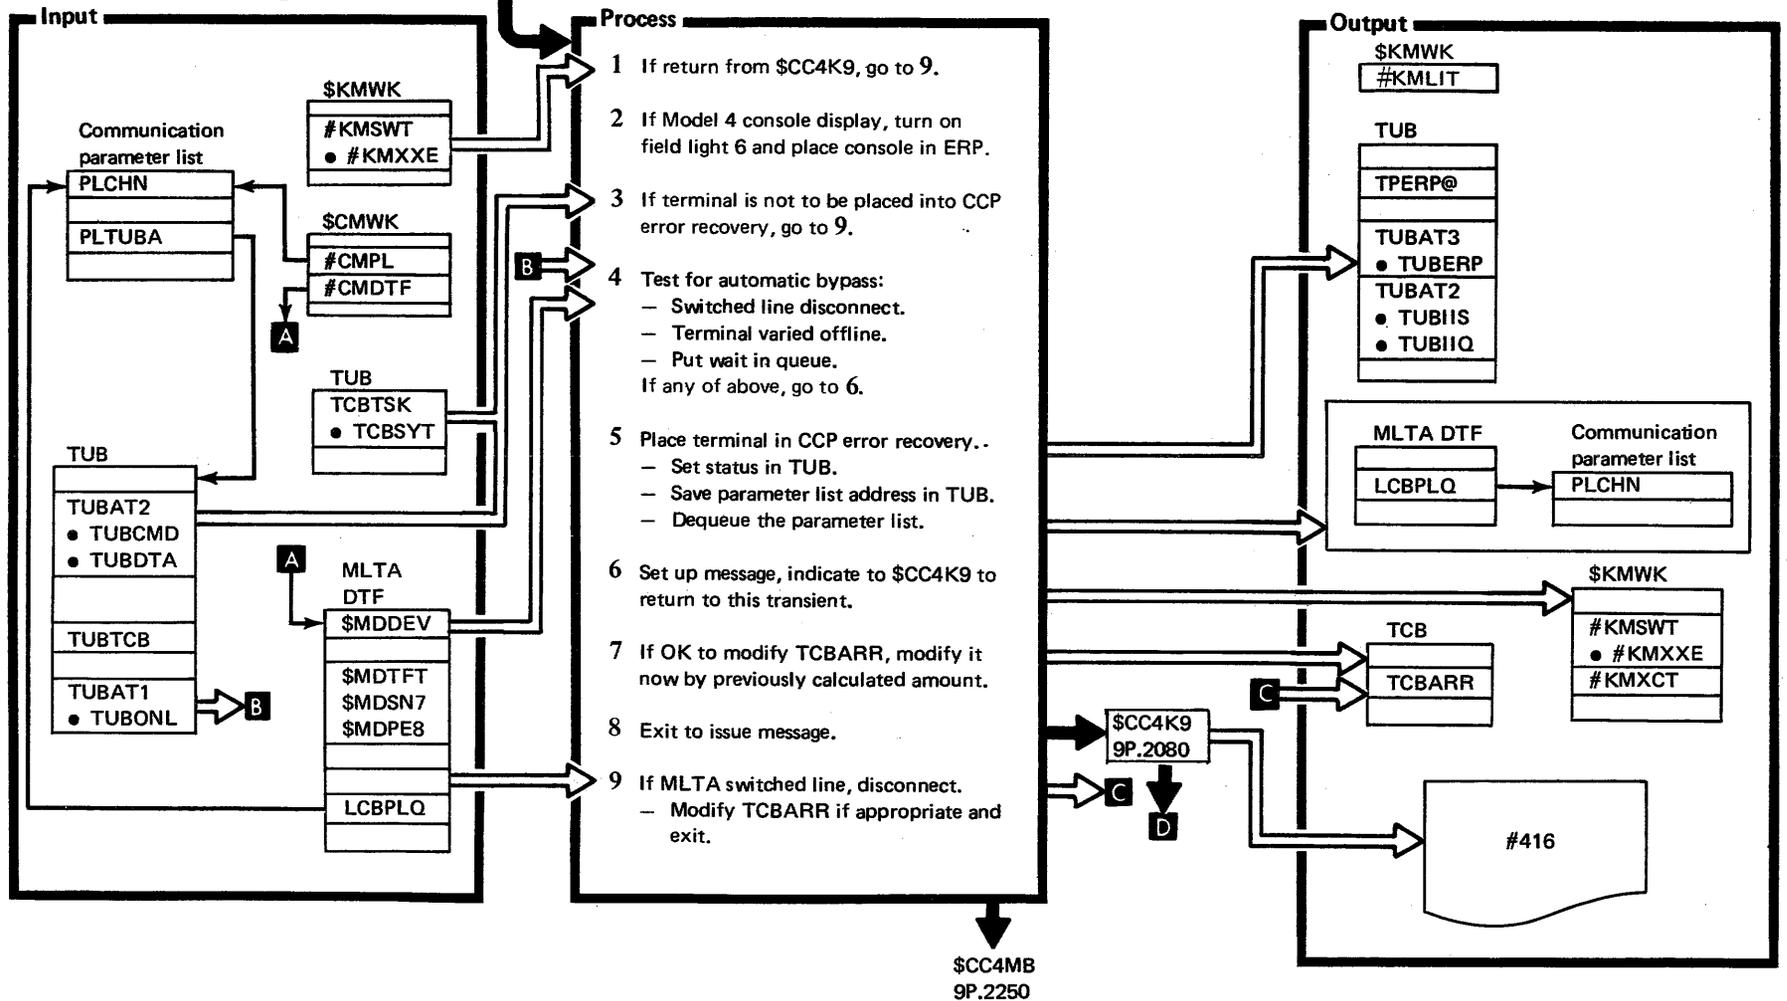 Input
$KMWK
#KMSWT
● #KMXXE
Communication
parameter list
PLCHN
PLTUBA
$CMWK
#CMPL
#CMDTF
A
TUB
TCBTSK
● TCBSYT
TUB
TUBAT2
● TUBCMD
● TUBDTA
TUBTCB
TUBAT1
● TUBONL
B
A
MLTA
DTF
$MDDEV
$MDTFT
$MDSN7
$MDPE8
LCBPLQ
Process
1 If return from $CC4K9, go to 9.
2 If Model 4 console display, turn on
field light 6 and place console in ERP.
3 If terminal is not to be placed into CCP
error recovery, go to 9.
B
4 Test for automatic bypass:
— Switched line disconnect.
— Terminal varied offline.
— Put wait in queue.
If any of above, go to 6.
5 Place terminal in CCP error recovery..
— Set status in TUB.
— Save parameter list address in TUB.
— Dequeue the parameter list.
6 Set up message, indicate to $CC4K9 to
return to this transient.
7 If OK to modify TCBARR, modify it
now by previously calculated amount.
8 Exit to issue message.
9 If MLTA switched line, disconnect.
— Modify TCBARR if appropriate and
exit.
$CC4MB
9P.2250
$CC4K9
9P.2080
C
D
Output
$KMWK
#KMLIT
TUB
TPERP@
TUBAT3
● TUBERP
TUBAT2
● TUBIIS
● TUBIIQ
MLTA DTF
LCBPLQ
Communication
parameter list
PLCHN
$KMWK
#KMSWT
● #KMXXE
#KMXCT
TCB
TCBARR
C
#416